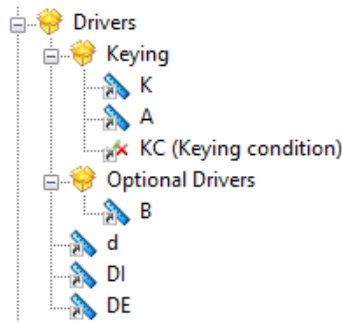 Drivers
Keying
K
A
KC (Keying condition)
Optional Drivers
B
d
DI
DE